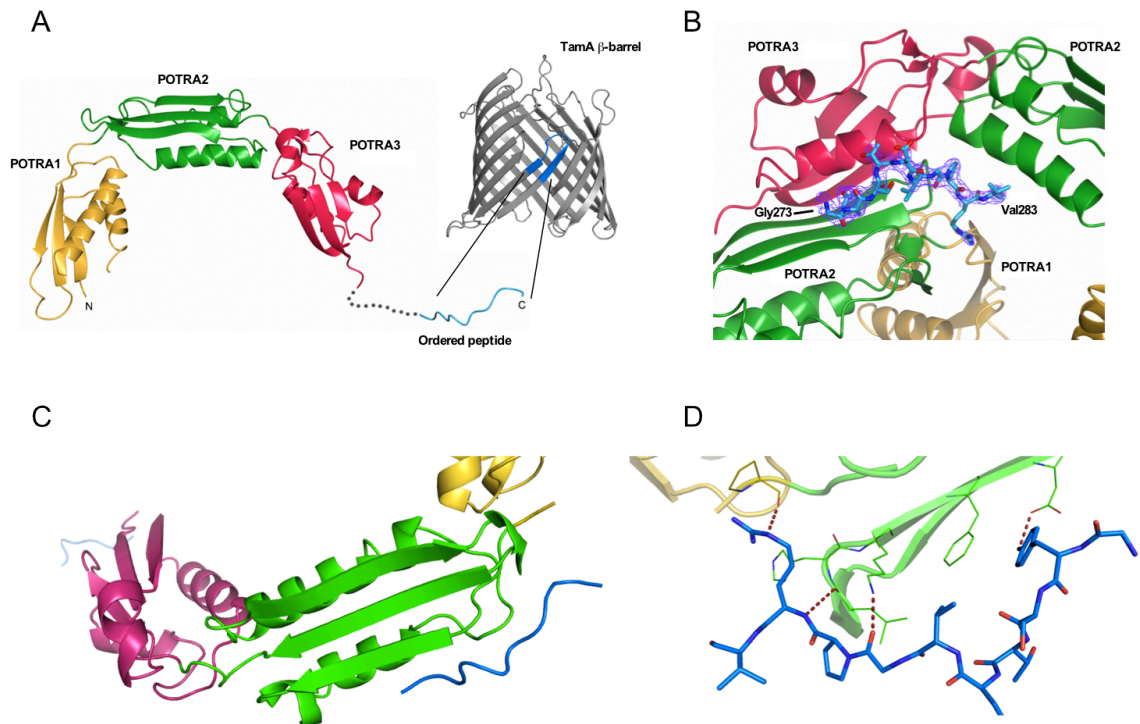 A
POTRA1
POTRA2
POTRA3
TamA β-barrel
N
C
Ordered peptide
B
POTRA3
POTRA2
Gly273
Val283
POTRA2
POTRA1
C
D